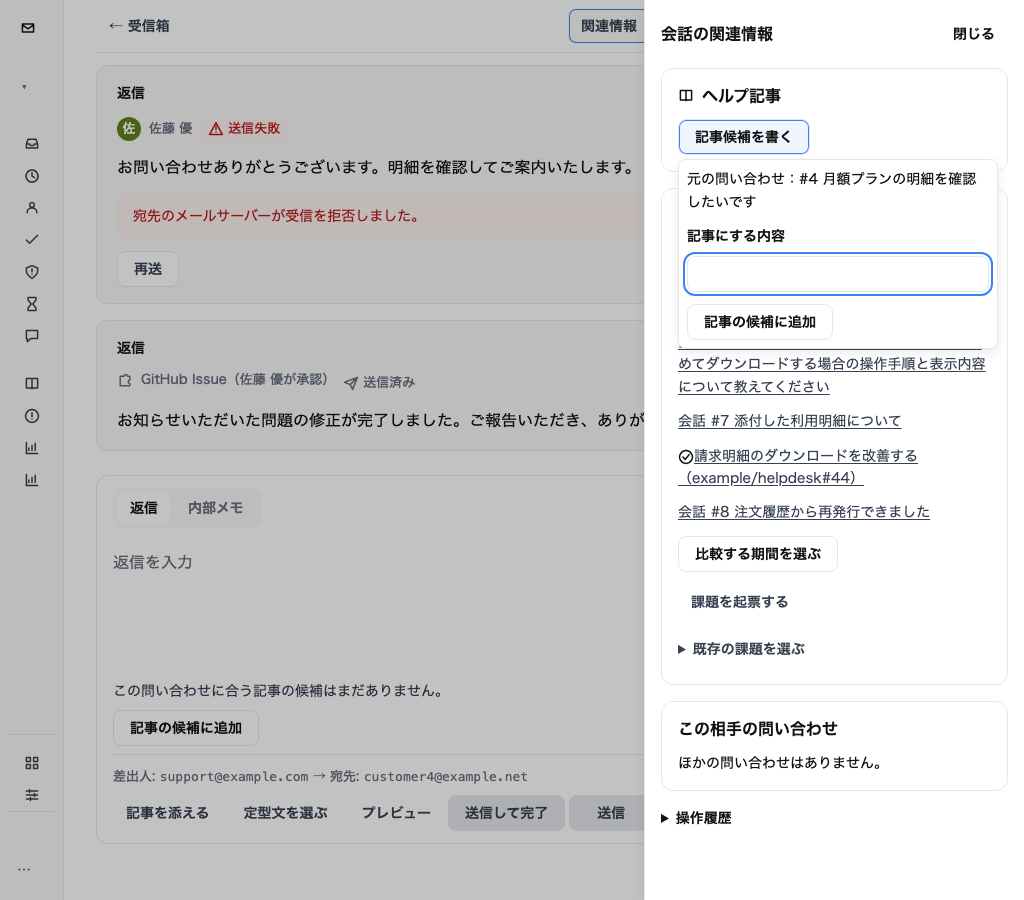 ← 受信箱
関連情報
返信
佐 佐藤 優 送信失敗
お問い合わせありがとうございます。明細を確認してご案内いたします。
宛先のメールサーバーが受信を拒否しました。
再送
返信
GitHub Issue（佐藤 優が承認） 送信済み
お知らせいただいた問題の修正が完了しました。ご報告いただき、ありが
返信 内部メモ
返信を入力
この問い合わせに合う記事の候補はまだありません。
記事の候補に追加
差出人: support@example.com → 宛先: customer4@example.net
記事を添える 定型文を選ぶ プレビュー 送信して完了 送信
会話の関連情報 閉じる
ヘルプ記事
記事候補を書く
元の問い合わせ：#4 月額プランの明細を確認
したいです
記事にする内容
記事の候補に追加
めてダウンロードする場合の操作手順と表示内容
について教えてください
会話 #7 添付した利用明細について
請求明細のダウンロードを改善する
（example/helpdesk#44）
会話 #8 注文履歴から再発行できました
比較する期間を選ぶ
課題を起票する
▶ 既存の課題を選ぶ
この相手の問い合わせ
ほかの問い合わせはありません。
▶ 操作履歴